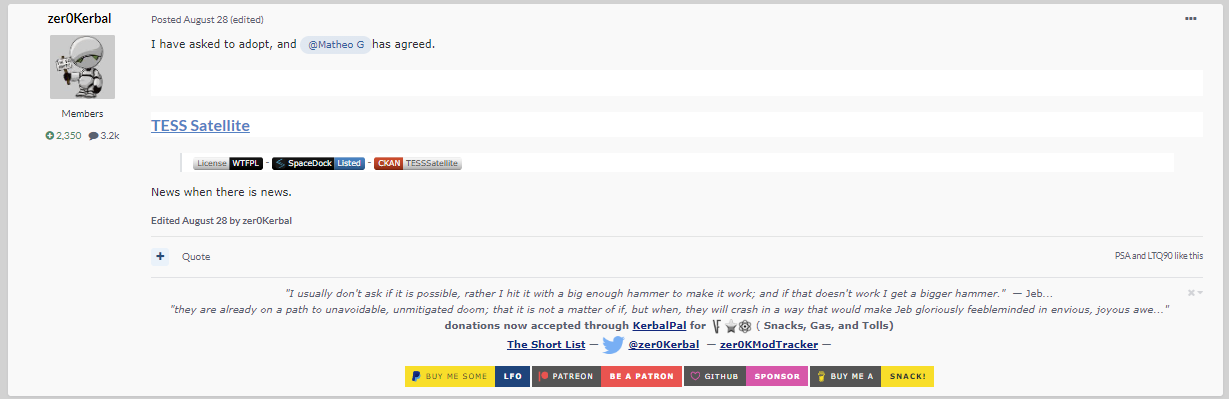 zer0Kerbal
Posted August 28 (edited)
I have asked to adopt, and @Matheo G has agreed.
Members
2,350 3.2k
TESS Satellite
License WTFPL - SpaceDock Listed - CKAN TESSSatellite
News when there is news.
Edited August 28 by zer0Kerbal
+ Quote
PSA and LTQ90 like this
"I usually don't ask if it is possible, rather I hit it with a big enough hammer to make it work; and if that doesn't work I get a bigger hammer." — Jeb...
"they are already on a path to unavoidable, unmitigated doom; that is it is not a matter of if, but when, they will crash in a way that would make Jeb gloriously feebleminded in envious, joyous awe..."
donations now accepted through KerbalPal for ( Snacks, Gas, and Tolls)
The Short List — @zer0Kerbal — zer0KModTracker —
BUY ME SOME LFO PATREON BE A PATRON GITHUB SPONSOR BUY ME A SNACK!